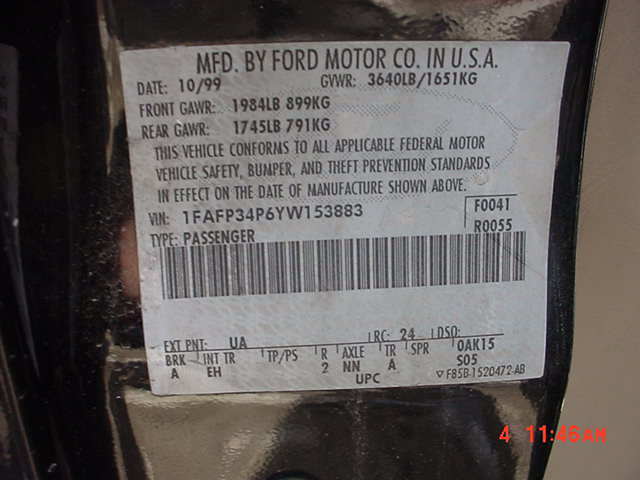 MFD. BY FORD MOTOR CO. IN U.S.A.
DATE: 10/99 GVWR: 3640LB/1651KG
FRONT GAWR: 1984LB 899KG
REAR GAWR: 1745LB 791KG
THIS VEHICLE CONFORMS TO ALL APPLICABLE FEDERAL MOTOR
VEHICLE SAFETY, BUMPER, AND THEFT PREVENTION STANDARDS
IN EFFECT ON THE DATE OF MANUFACTURE SHOWN ABOVE.
VIN: 1FAFP34P6YW153883 F0041
TYPE: PASSENGER R0055
EXT PNT: UA RC: 24 DSO:
BRK INT TR TP/PS R AXLE TR SPR 0AK15
A EH 2 NN A S05
UPC ▽ F85B-1520472-AB
4 11:46AM